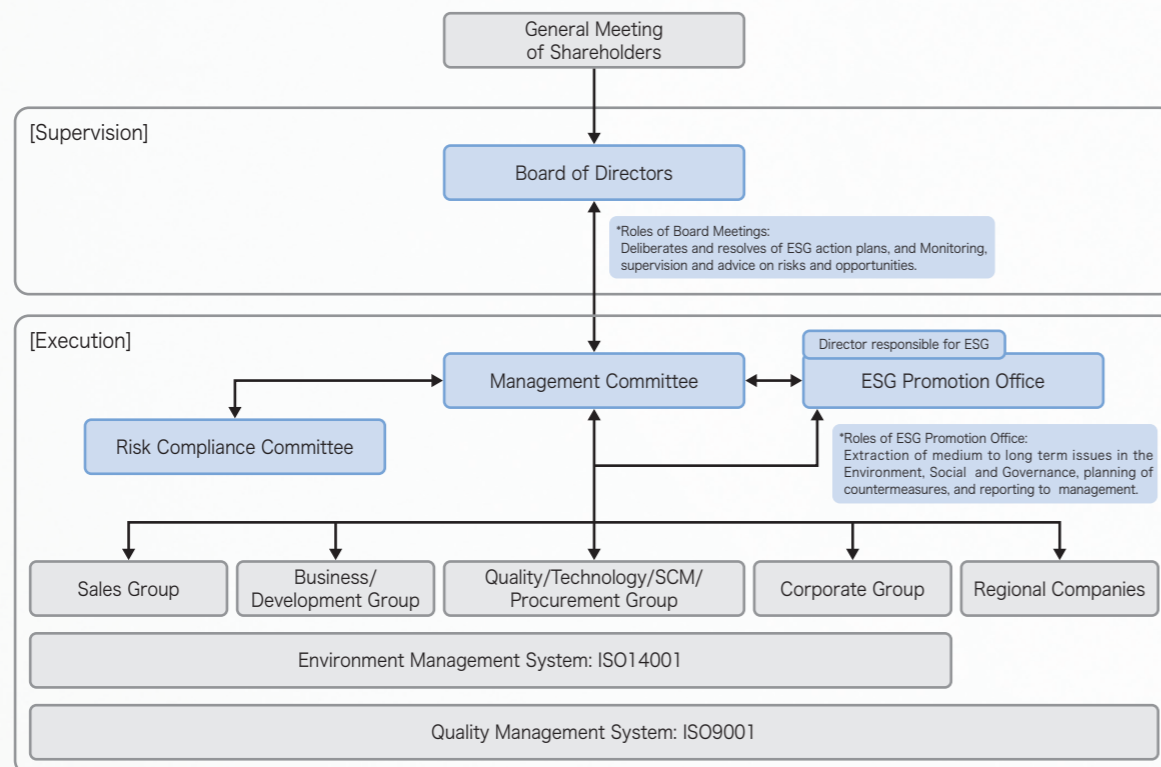 General Meeting
of Shareholders
[Supervision]
Board of Directors
*Roles of Board Meetings:
Deliberates and resolves of ESG action plans, and Monitoring,
supervision and advice on risks and opportunities.
[Execution]
Director responsible for ESG
Management Committee
ESG Promotion Office
Risk Compliance Committee
*Roles of ESG Promotion Office:
Extraction of medium to long term issues in the
Environment, Social and Governance, planning of
countermeasures, and reporting to management.
Sales Group
Business/
Development Group
Quality/Technology/SCM/
Procurement Group
Corporate Group
Regional Companies
Environment Management System: ISO14001
Quality Management System: ISO9001